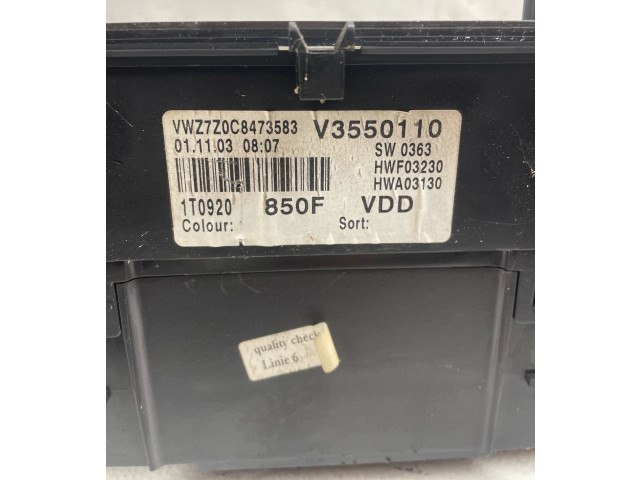 VWZ7Z0C8473583 V3550110
01.11.03 08:07 SW 0363
HWF03230
HWA03130
1T0920 850F VDD
Colour: Sort:
quality check
Linie 6